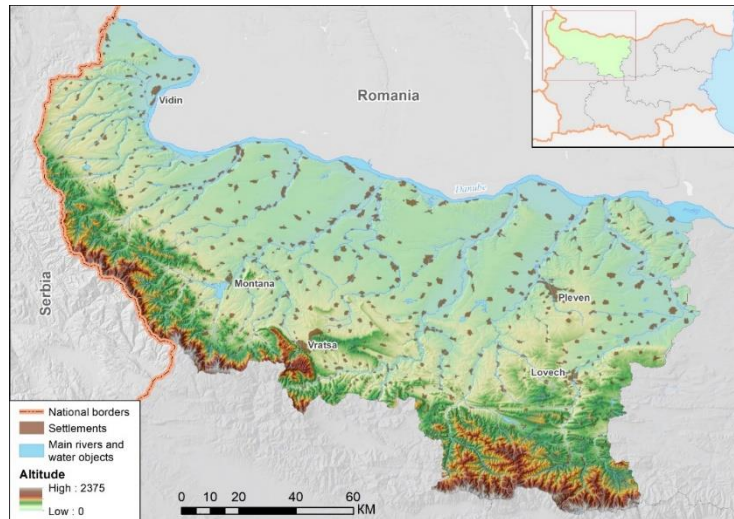 Vidin
Romania
Danube
Serbia
Montana
Pleven
Vratsa
Lovech
National borders
Settlements
Main rivers and
water objects
Altitude
High : 2375
Low : 0
0 10 20 40 60
KM